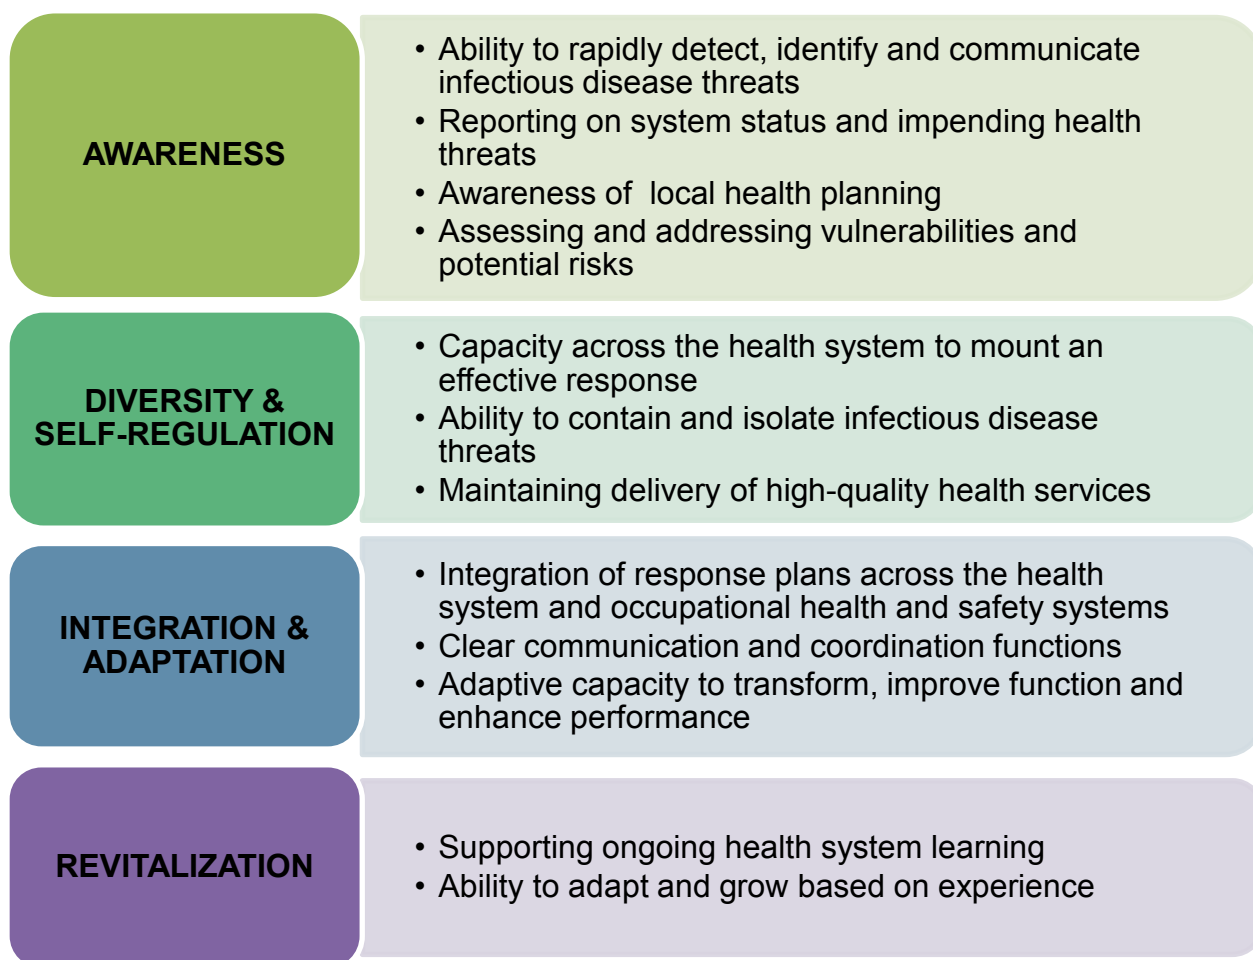 AWARENESS
• Ability to rapidly detect, identify and communicate
infectious disease threats
• Reporting on system status and impending health
threats
• Awareness of  local health planning
• Assessing and addressing vulnerabilities and
potential risks
DIVERSITY &
SELF-REGULATION
• Capacity across the health system to mount an
effective response
• Ability to contain and isolate infectious disease
threats
• Maintaining delivery of high-quality health services
INTEGRATION &
ADAPTATION
• Integration of response plans across the health
system and occupational health and safety systems
• Clear communication and coordination functions
• Adaptive capacity to transform, improve function and
enhance performance
REVITALIZATION
• Supporting ongoing health system learning
• Ability to adapt and grow based on experience